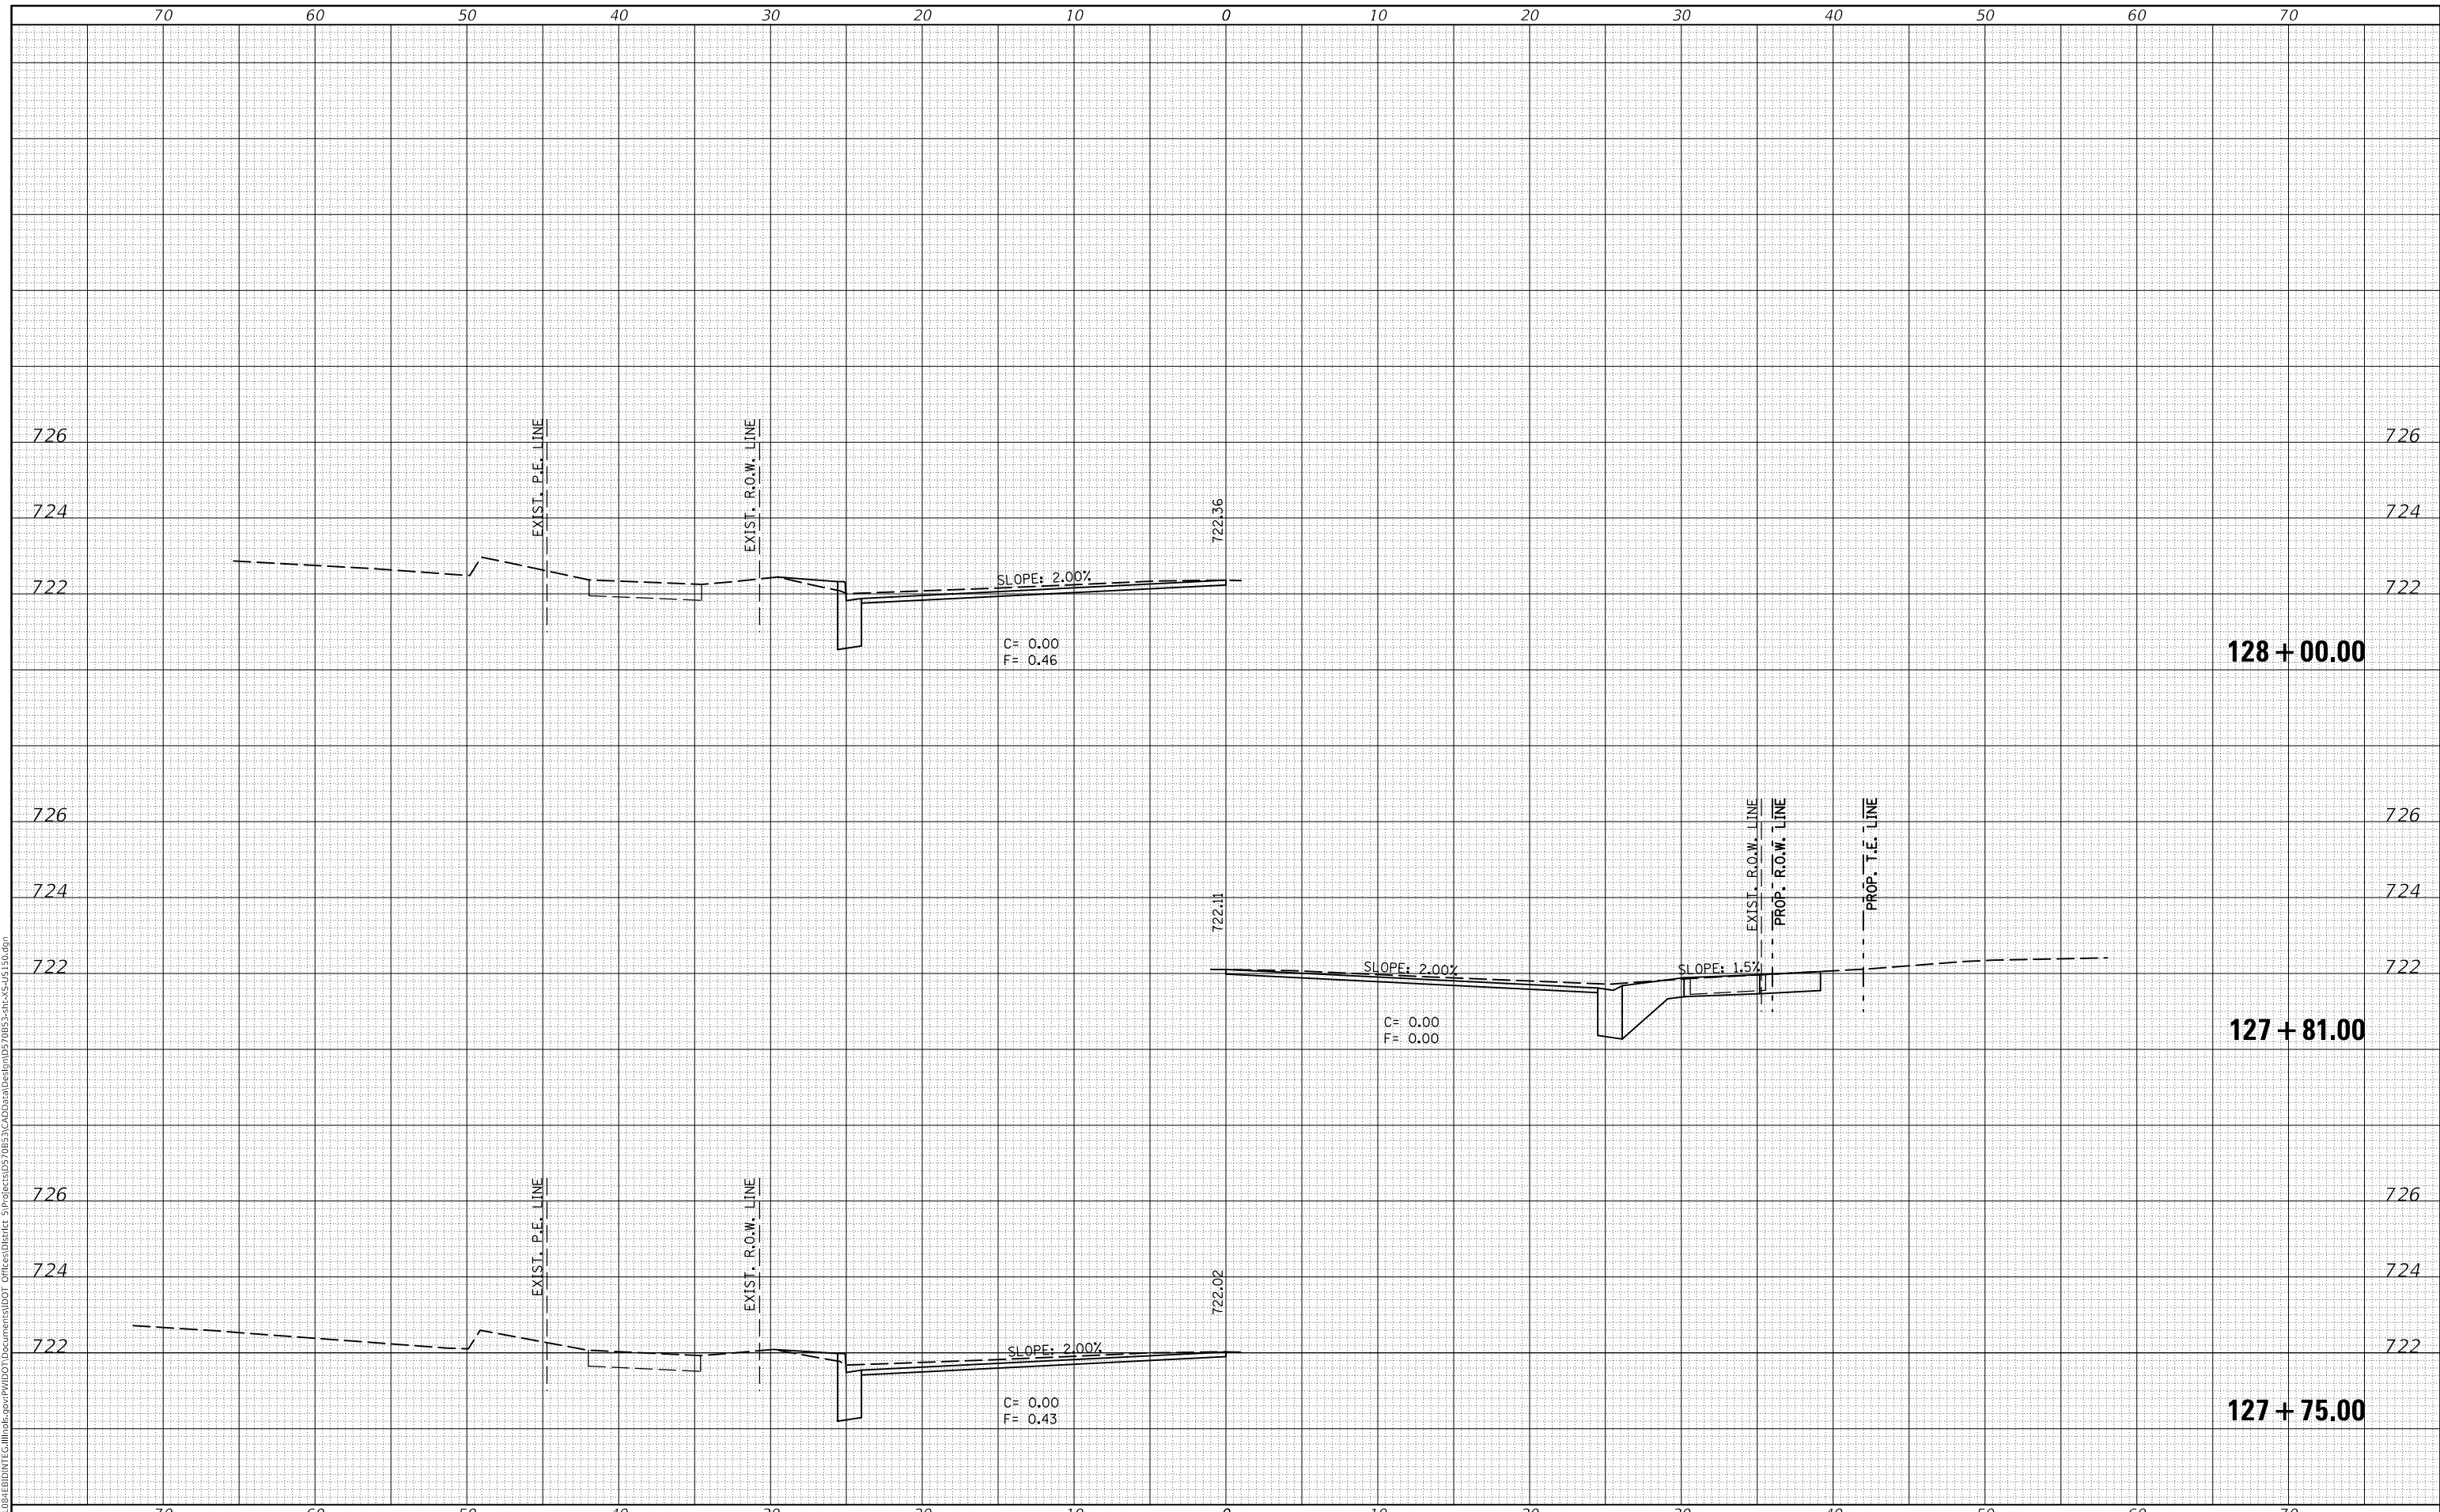 70 60 50 40 30 20 10 0 10 20 30 40 50 60 70
726 EXIST. P.E. LINE EXIST. R.O.W. LINE 726
724 722.36 724
722 SLOPE: 2.00% 722
C= 0.00
F= 0.46
128+00.00
726 EXIST. R.O.W. LINE PROP. R.O.W. LINE PROP. T.E. LINE 726
724 722.11 724
722 SLOPE: 2.00% SLOPE: 1.5% 722
C= 0.00
F= 0.00
127+81.00
726 EXIST. P.E. LINE EXIST. R.O.W. LINE 726
724 722.02 724
722 SLOPE: 2.00% 722
C= 0.00
F= 0.43
127+75.00
70 60 50 40 30 20 10 0 10 20 30 40 50 60 70